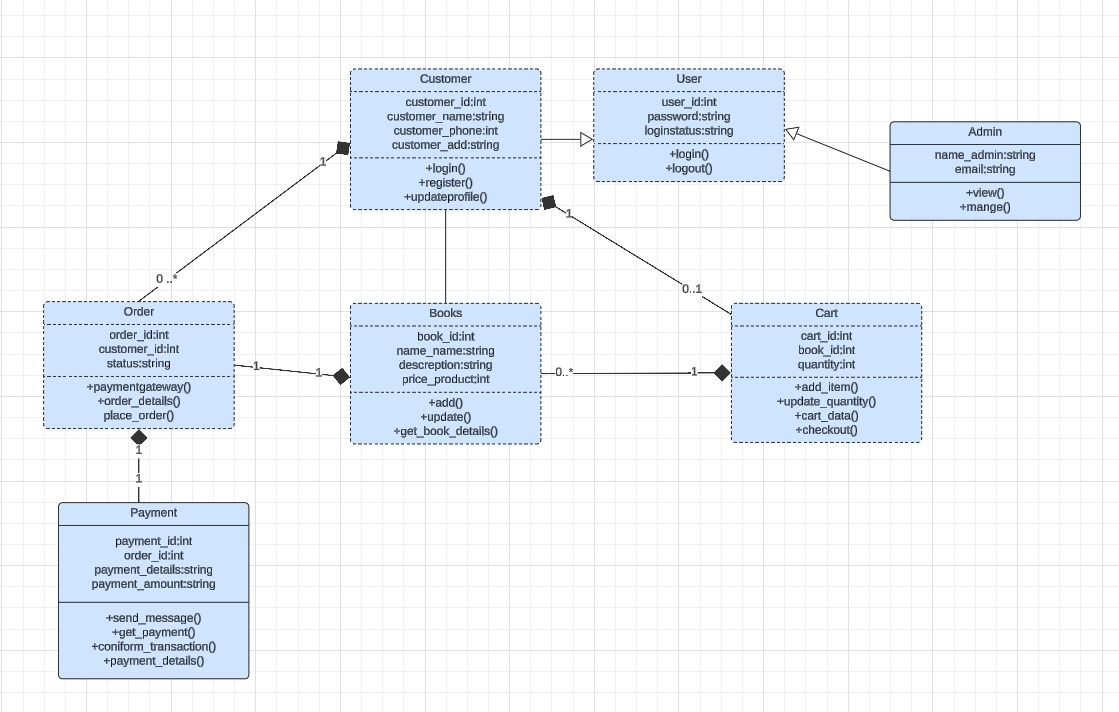 Customer
customer_id:int
customer_name:string
customer_phone:int
customer_add:string
+login()
+register()
+updateprofile()
User
user_id:int
password:string
loginstatus:string
+login()
+logout()
Admin
name_admin:string
email:string
+view()
+mange()
1
0 ..*
1
0..1
Order
order_id:int
customer_id:int
status:string
+paymentgateway()
+order_details()
place_order()
1
1
Books
book_id:int
name_name:string
descreption:string
price_product:int
+add()
+update()
+get_book_details()
0..*
1
Cart
cart_id:int
book_id:int
quantity:int
+add_item()
+update_quantity()
+cart_data()
+checkout()
1
1
Payment
payment_id:int
order_id:int
payment_details:string
payment_amount:string
+send_message()
+get_payment()
+coniform_transaction()
+payment_details()